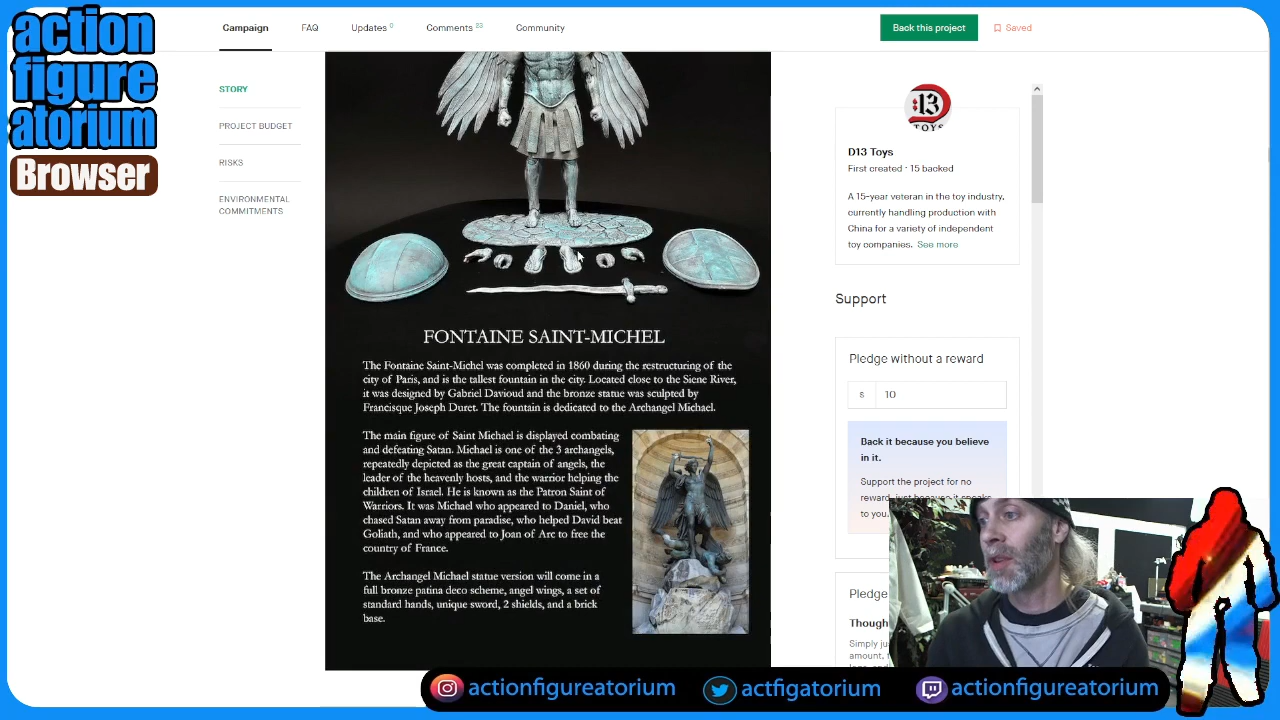 action
figure
atorium
Browser
Campaign
FAQ
Updates 0
Comments 23
Community
Back this project
Saved
STORY
PROJECT BUDGET
RISKS
ENVIRONMENTAL
COMMITMENTS
FONTAINE SAINT-MICHEL
The Fontaine Saint-Michel was completed in 1860 during the restructuring of the
city of Paris, and is the tallest fountain in the city. Located close to the Siene River,
it was designed by Gabriel Davioud and the bronze statue was sculpted by
Francisque Joseph Duret. The fountain is dedicated to the Archangel Michael.
The main figure of Saint Michael is displayed combating
and defeating Satan. Michael is one of the 3 archangels,
repeatedly depicted as the great captain of angels, the
leader of the heavenly hosts, and the warrior helping the
children of Israel. He is known as the Patron Saint of
Warriors. It was Michael who appeared to Daniel, who
chased Satan away from paradise, who helped David beat
Goliath, and who appeared to Joan of Arc to free the
country of France.
The Archangel Michael statue version will come in a
full bronze patina deco scheme, angel wings, a set of
standard hands, unique sword, 2 shields, and a brick
base.
:13
TOYS
D13 Toys
First created · 15 backed
A 15-year veteran in the toy industry,
currently handling production with
China for a variety of independent
toy companies. See more
Support
Pledge without a reward
$ 10
Back it because you believe
in it.
Support the project for no
reward, just because it speaks
to you.
Pledge
Though
Simply ju
amount.
actionfigureatorium
actfigatorium
actionfigureatorium